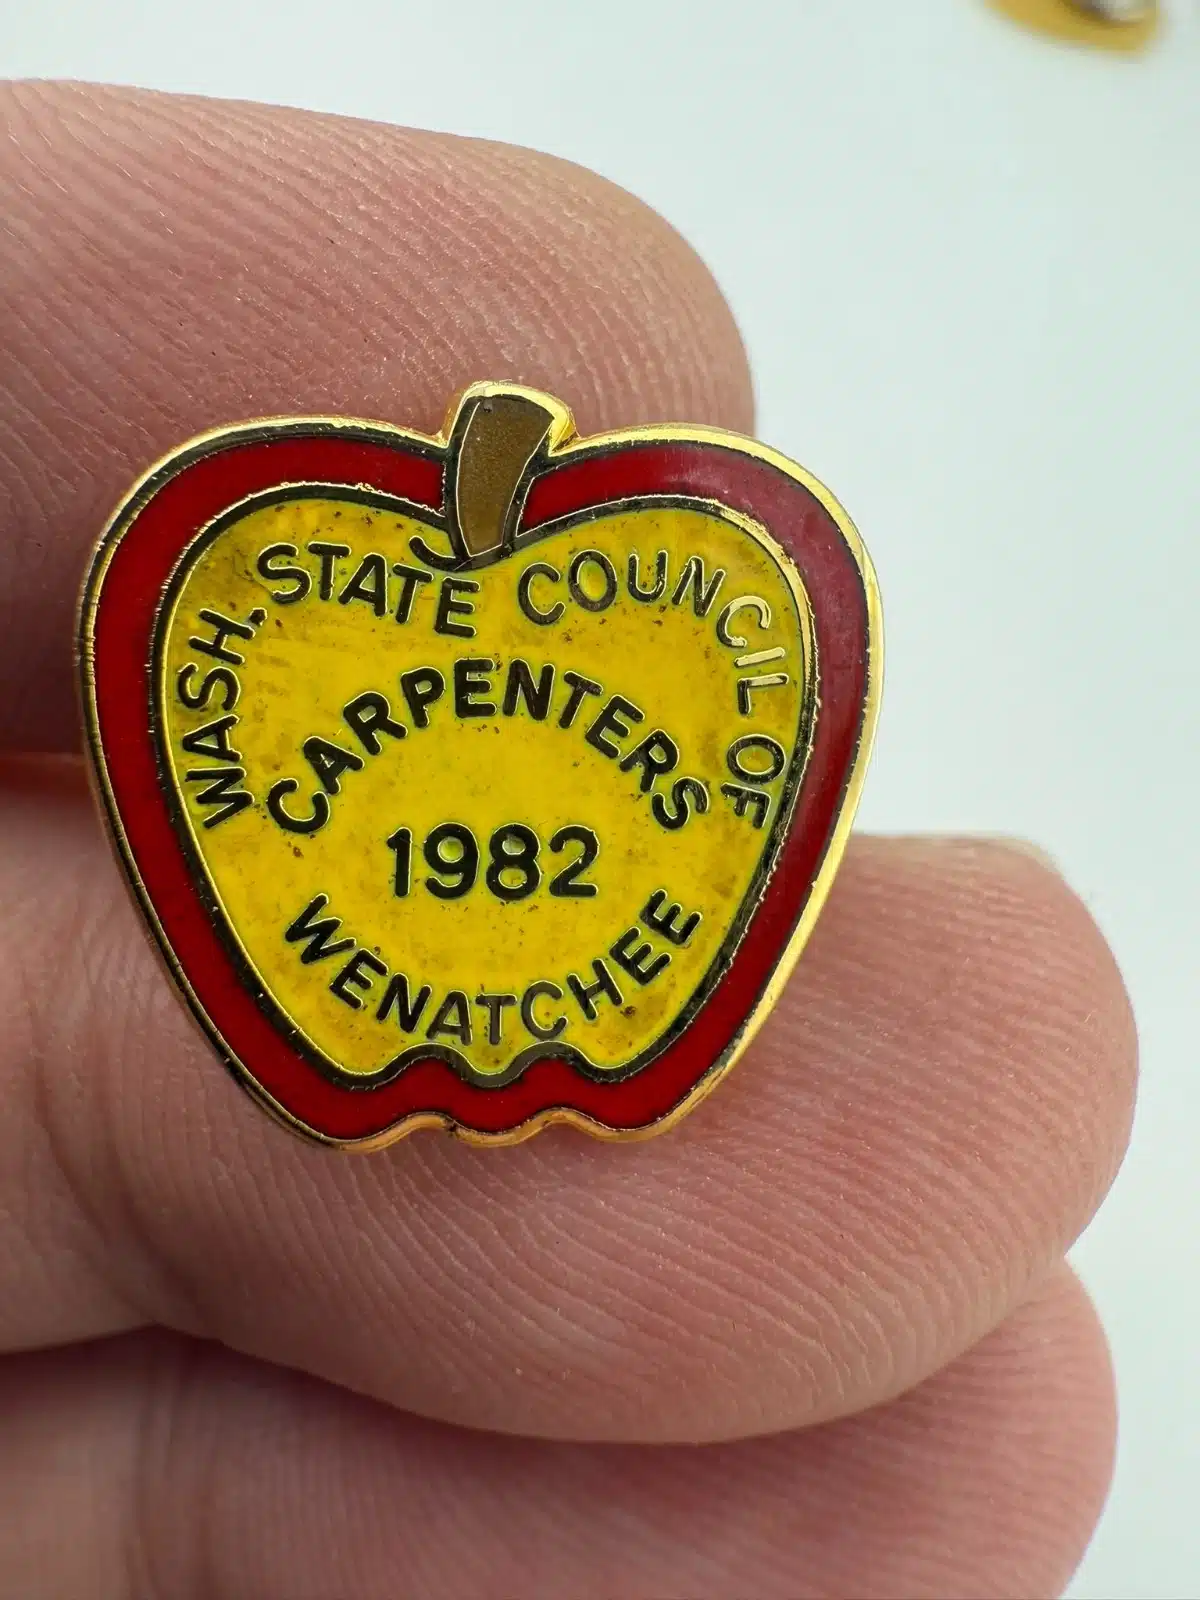 WASH. STATE COUNCIL OF
CARPENTERS
1982
WENATCHEE